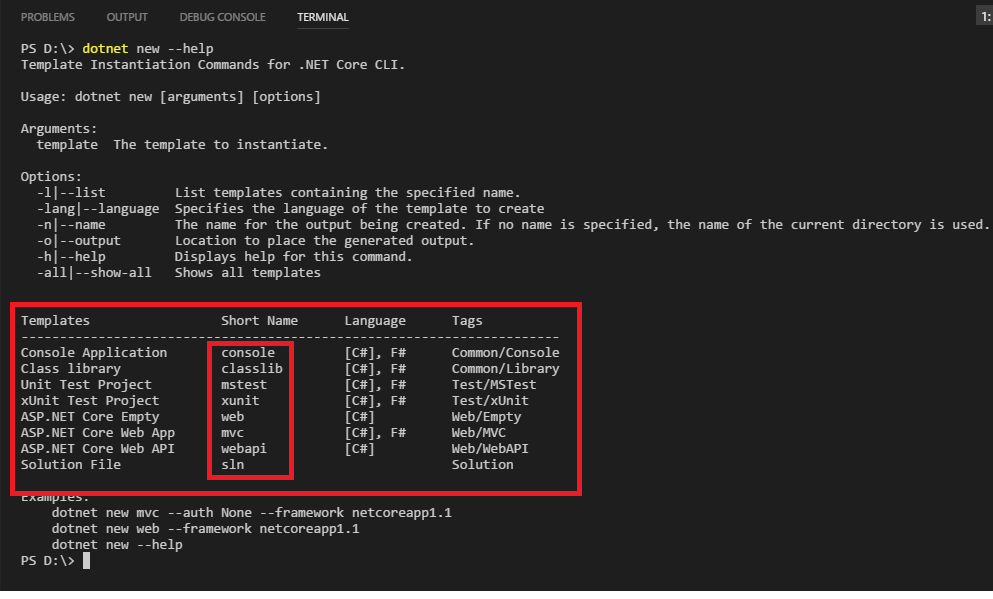 PROBLEMS OUTPUT DEBUG CONSOLE TERMINAL 1:
PS D:\> dotnet new --help
Template Instantiation Commands for .NET Core CLI.
Usage: dotnet new [arguments] [options]
Arguments:
  template  The template to instantiate.
Options:
  -l|--list         List templates containing the specified name.
  -lang|--language  Specifies the language of the template to create
  -n|--name         The name for the output being created. If no name is specified, the name of the current directory is used.
  -o|--output       Location to place the generated output.
  -h|--help         Displays help for this command.
  -all|--show-all   Shows all templates
Templates                 Short Name      Language      Tags
----------------------------------------------------------------------
Console Application       console         [C#], F#      Common/Console
Class library             classlib        [C#], F#      Common/Library
Unit Test Project         mstest          [C#], F#      Test/MSTest
xUnit Test Project        xunit           [C#], F#      Test/xUnit
ASP.NET Core Empty        web             [C#]          Web/Empty
ASP.NET Core Web App      mvc             [C#], F#      Web/MVC
ASP.NET Core Web API      webapi          [C#]          Web/WebAPI
Solution File             sln                           Solution
Examples:
    dotnet new mvc --auth None --framework netcoreapp1.1
    dotnet new web --framework netcoreapp1.1
    dotnet new --help
PS D:\>